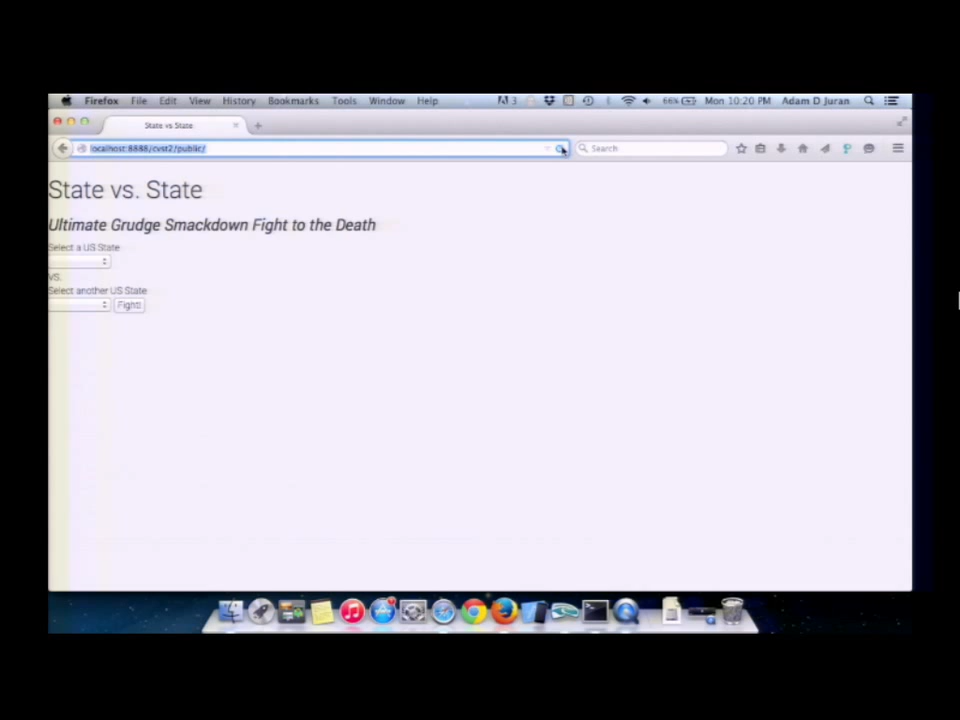 Firefox File Edit View History Bookmarks Tools Window Help 3 66% Mon 10:20 PM Adam D Juran
State vs State
localhost:8888/cvst2/public/
Search
State vs. State
Ultimate Grudge Smackdown Fight to the Death
Select a US State
VS.
Select another US State
Fight!